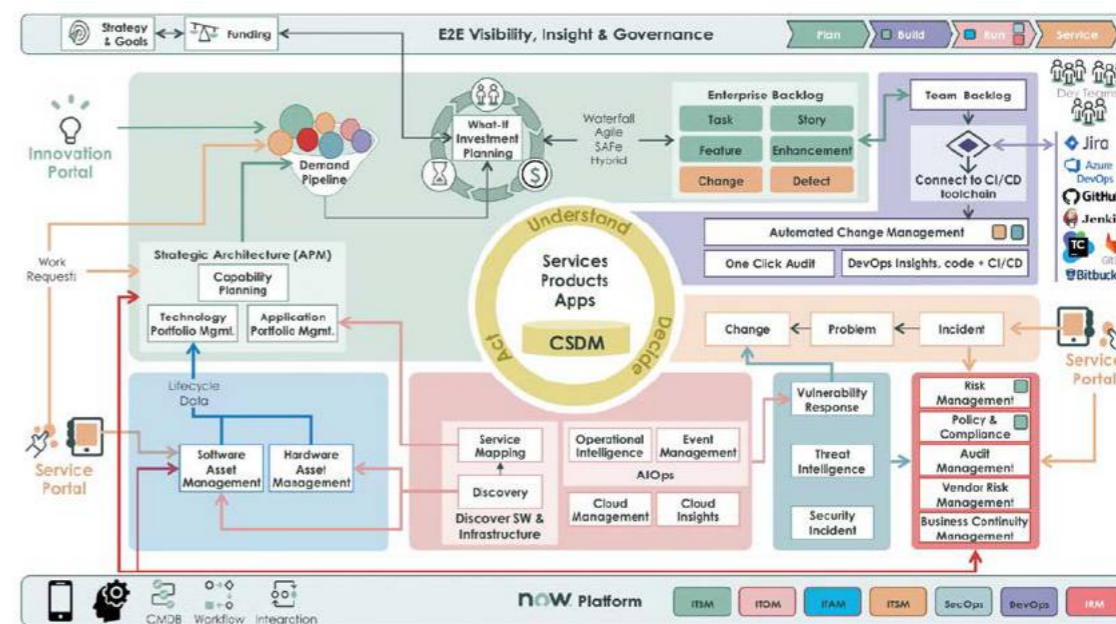 Strategy
& Goals
Funding
E2E Visibility, Insight & Governance
Plan
Build
Run
Service
Innovation
Portal
Demand
Pipeline
What-If
Investment
Planning
Waterfall
Agile
SAFe
Hybrid
Enterprise Backlog
Task
Story
Feature
Enhancement
Change
Defect
Team Backlog
Connect to CI/CD
toolchain
Dev Teams
Jira
Azure
DevOps
GitHub
Jenki
TC
Git
Bitbuck
Automated Change Management
One Click Audit
DevOps Insights, code + CI/CD
Work
Requests
Strategic Architecture (APM)
Capability
Planning
Technology
Portfolio Mgmt.
Application
Portfolio Mgmt.
Understand
Decide
Act
Services
Products
Apps
CSDM
Change
Problem
Incident
Service
Portal
Lifecycle
Data
Service
Portal
Software
Asset
Management
Hardware
Asset
Management
Service
Mapping
Discovery
Discover SW &
Infrastructure
Operational
Intelligence
Event
Management
AIOps
Cloud
Management
Cloud
Insights
Vulnerability
Response
Threat
Intelligence
Security
Incident
Risk
Management
Policy &
Compliance
Audit
Management
Vendor Risk
Management
Business Continuity
Management
CMDB
Workflow
Integration
now Platform
ITBM
ITOM
ITAM
ITSM
SecOps
DevOps
IRM